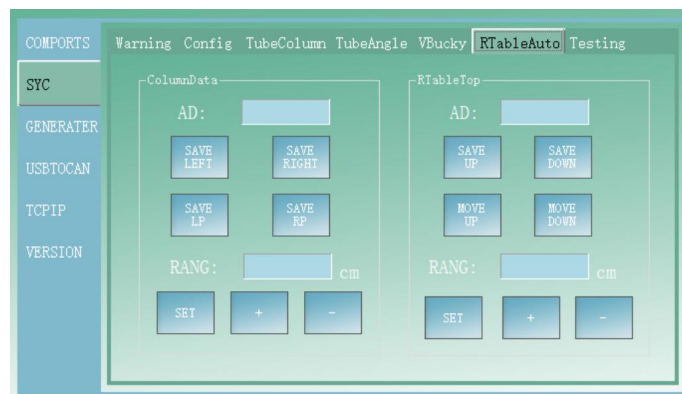 COMPORTS
SYC
GENERATER
USBTOCAN
TCPIP
VERSION
Warning Config TubeColumn TubeAngle VBucky RTableAuto Testing
ColumnData
AD:
SAVE
LEFT
SAVE
RIGHT
SAVE
LP
SAVE
RP
RANG: cm
SET + -
RTableTop
AD:
SAVE
UP
SAVE
DOWN
MOVE
UP
MOVE
DOWN
RANG: cm
SET + -